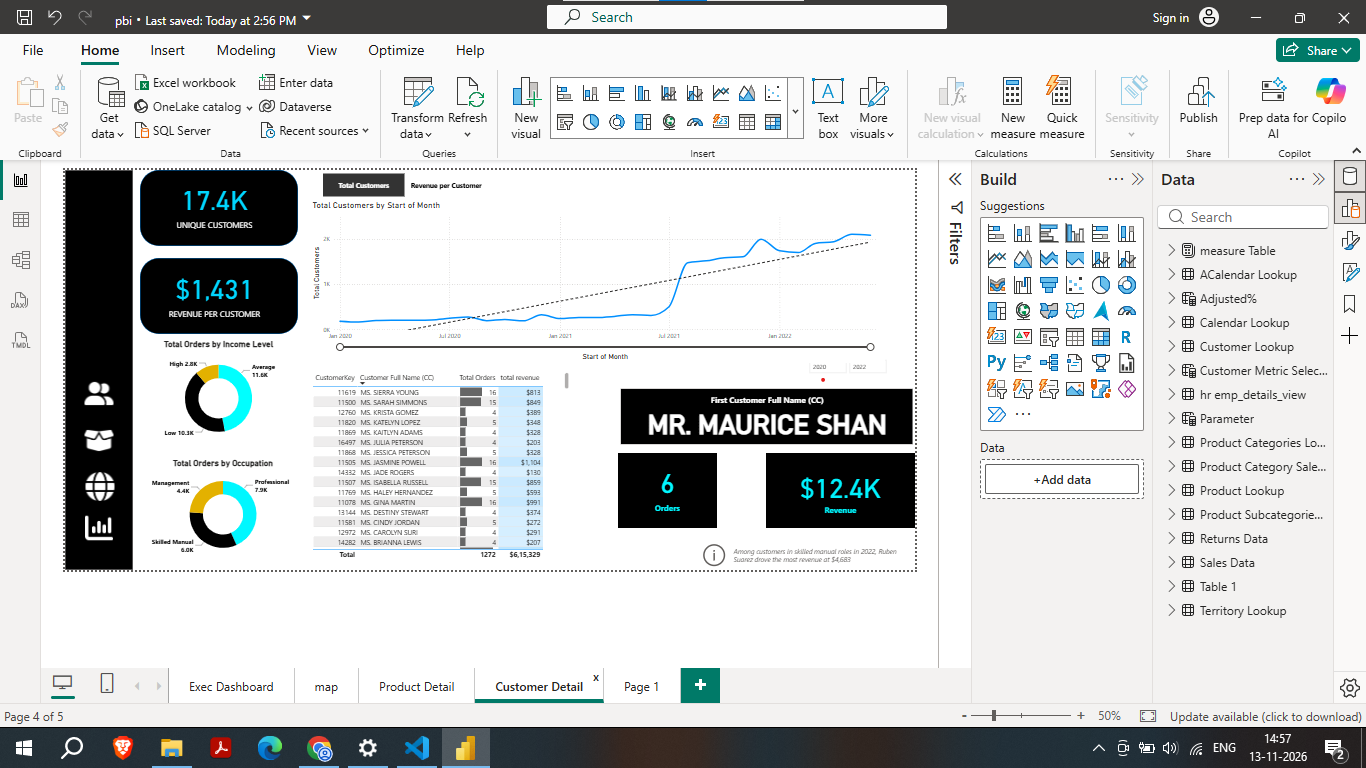 pbi • Last saved: Today at 2:56 PM
Search
Sign in
File
Home
Insert
Modeling
View
Optimize
Help
Share
Paste
Clipboard
Get data
Excel workbook
OneLake catalog
SQL Server
Enter data
Dataverse
Recent sources
Data
Transform data
Refresh
Queries
New visual
Text box
More visuals
Insert
New visual calculation
New measure
Quick measure
Calculations
Sensitivity
Sensitivity
Publish
Share
Prep data for AI
Copilo
Copilot
DAX
TMDL
17.4K
UNIQUE CUSTOMERS
$1,431
REVENUE PER CUSTOMER
Total Orders by Income Level
High 2.8K
Average 11.6K
Low 10.3K
Total Orders by Occupation
Management 4.4K
Professional 7.9K
Skilled Manual 6.0K
Total Customers
Revenue per Customer
Total Customers by Start of Month
Total Customers
2K
1K
0K
Jan 2020
Jul 2020
Jan 2021
Jul 2021
Jan 2022
Start of Month
CustomerKey Customer Full Name (CC) Total Orders total revenue
11619 MS. SIERRA YOUNG 16 $813
11500 MS. SARAH SIMMONS 15 $849
12760 MS. KRISTA GOMEZ 4 $389
11820 MS. KATELYN LOPEZ 5 $348
11869 MS. KAITLYN ADAMS 4 $328
16497 MS. JULIA PETERSON 4 $203
11868 MS. JESSICA PETERSON 5 $328
11505 MS. JASMINE POWELL 16 $1,104
14332 MS. JADE ROGERS 4 $130
11507 MS. ISABELLA RUSSELL 15 $859
11769 MS. HALEY HERNANDEZ 5 $593
11078 MS. GINA MARTIN 16 $991
13144 MS. DESTINY STEWART 4 $374
11581 MS. CINDY JORDAN 5 $272
12972 MS. CAROLYN SURI 4 $291
14282 MS. BRIANNA LEWIS 4 $207
Total 1272 $6,15,329
2020
2022
First Customer Full Name (CC)
MR. MAURICE SHAN
6
Orders
$12.4K
Revenue
Among customers in skilled manual roles in 2022, Ruben
Suarez drove the most revenue at $4,683
Filters
Build
Suggestions
R
Py
Data
+Add data
Data
Search
measure Table
ACalendar Lookup
Adjusted%
Calendar Lookup
Customer Lookup
Customer Metric Selec...
hr emp_details_view
Parameter
Product Categories Lo...
Product Category Sale...
Product Lookup
Product Subcategorie...
Returns Data
Sales Data
Table 1
Territory Lookup
Exec Dashboard
map
Product Detail
Customer Detail
x
Page 1
+
Page 4 of 5
- + 50%
Update available (click to download)
ENG
14:57
13-11-2026
2